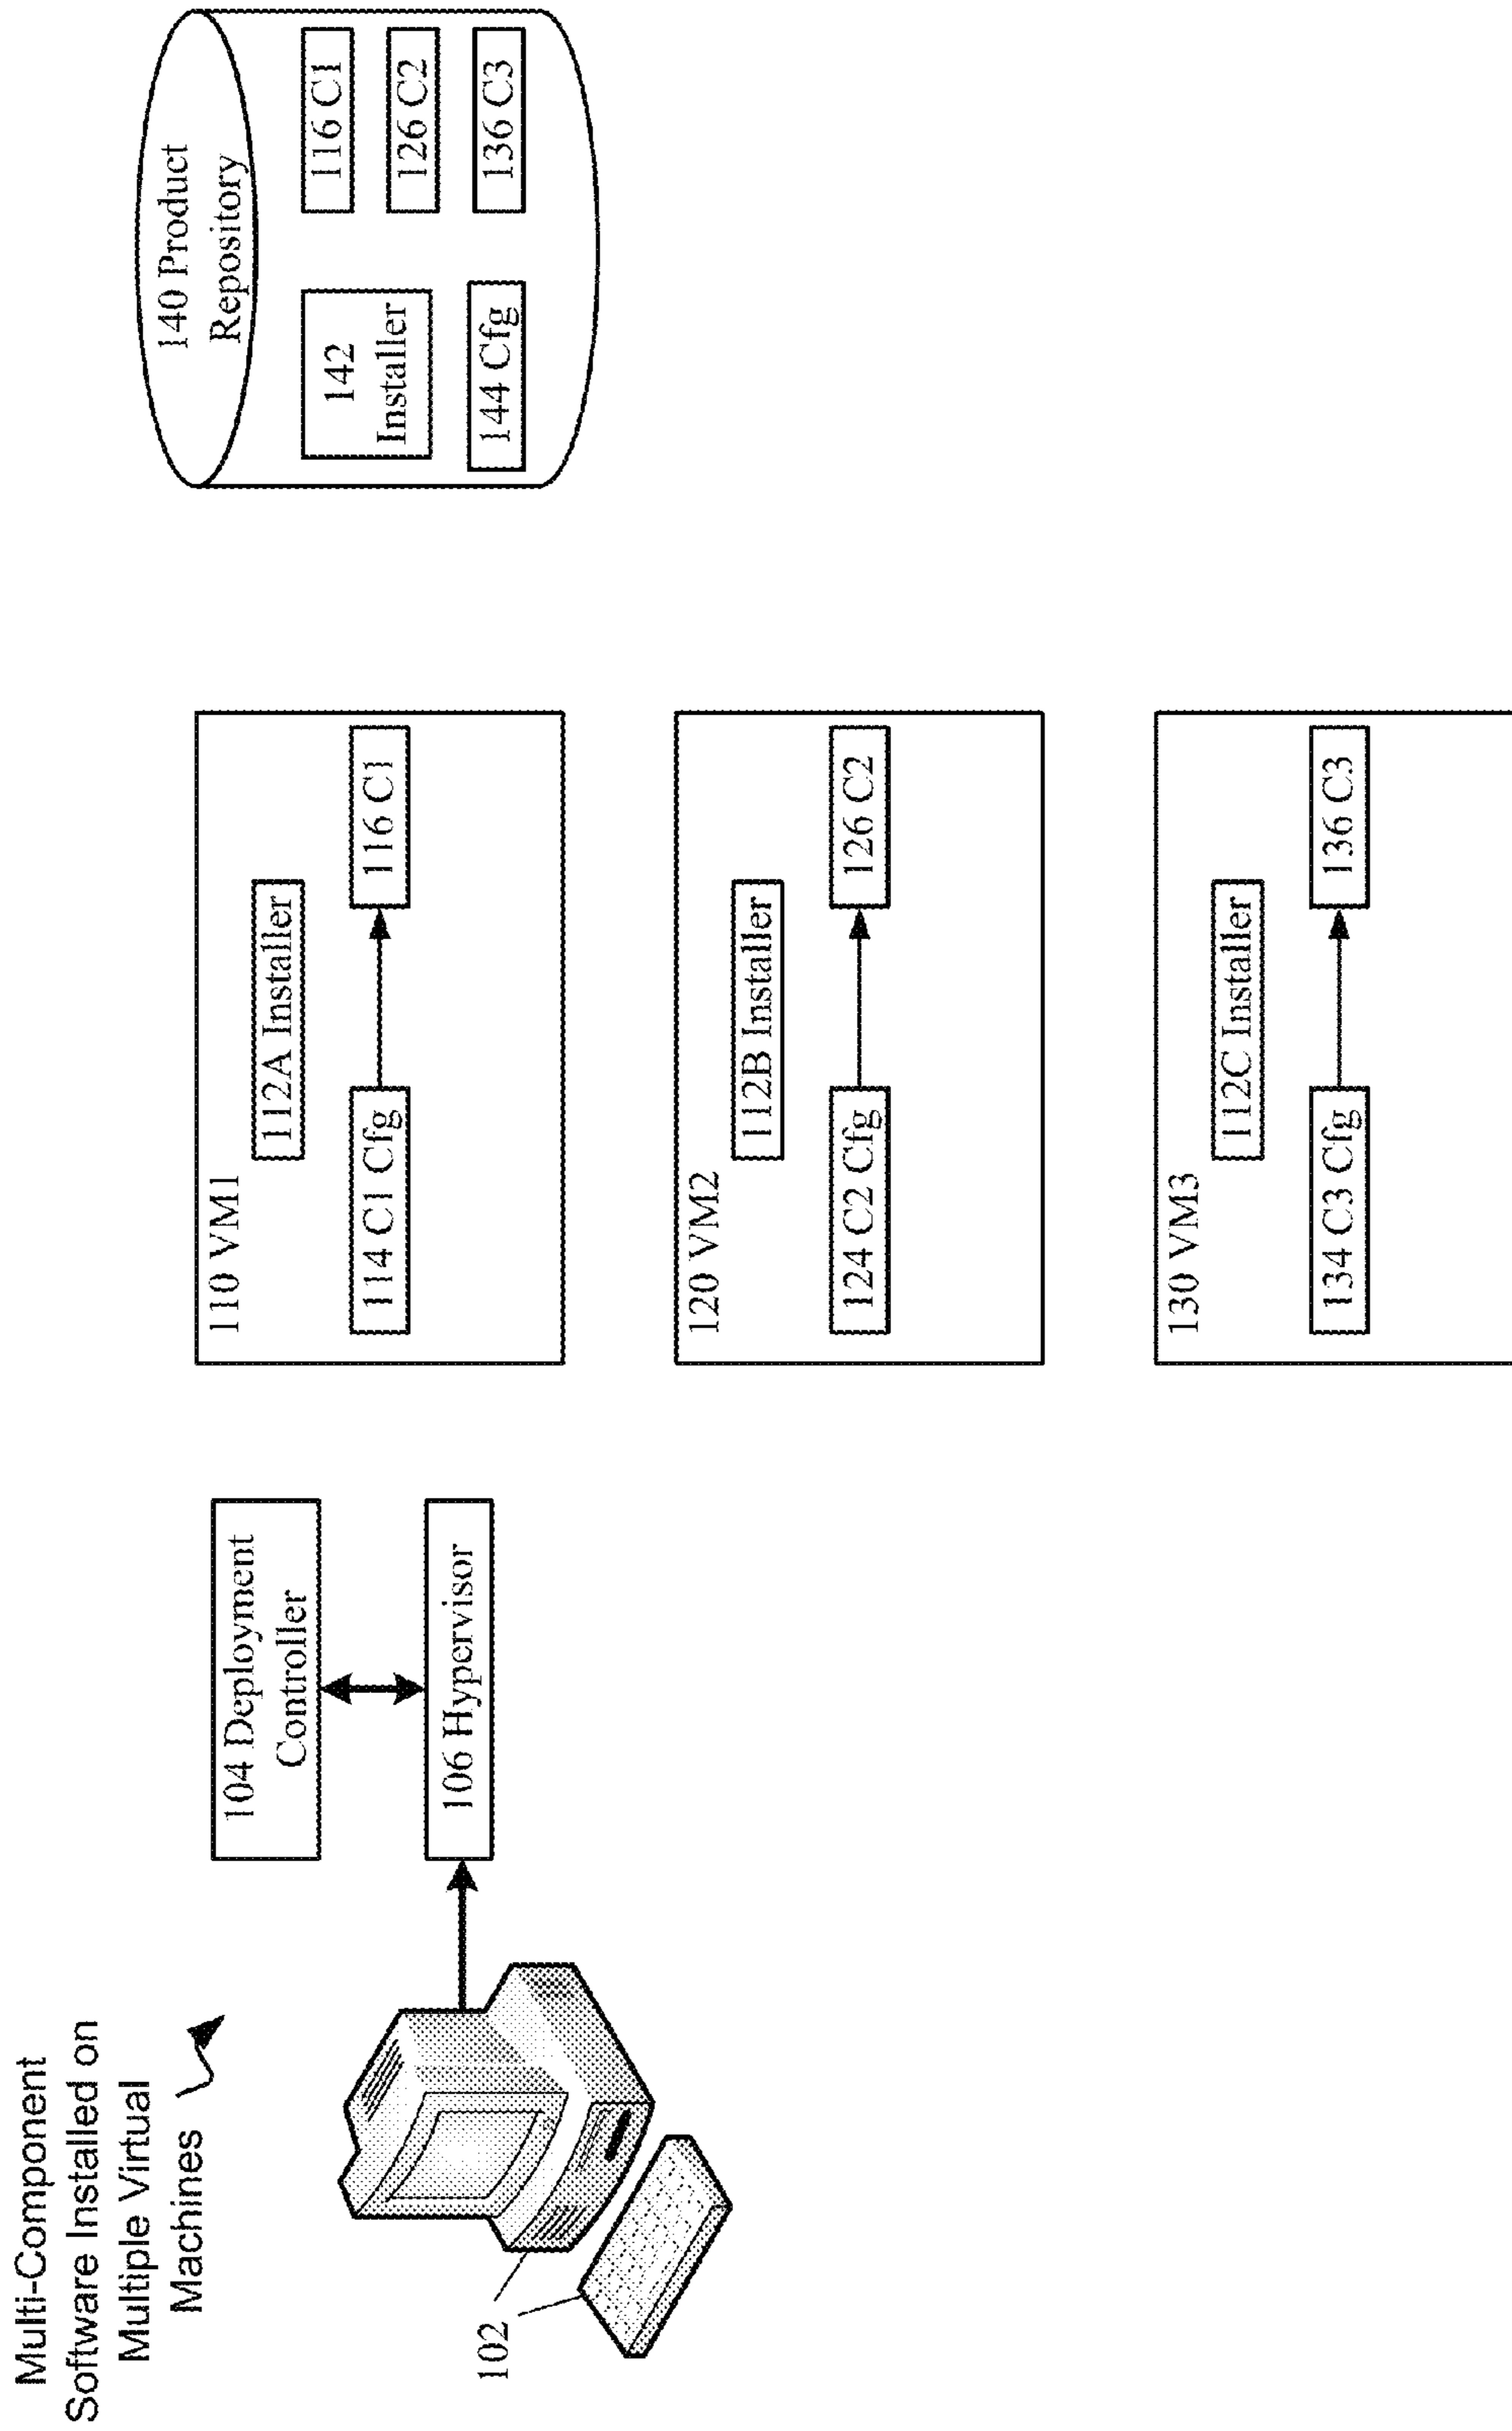 Multi-Component
Software Installed on
Multiple Virtual
Machines
102
104 Deployment
Controller
106 Hypervisor
110 VM1
112A Installer
114 C1 Cfg
116 C1
120 VM2
112B Installer
124 C2 Cfg
126 C2
130 VM3
112C Installer
134 C3 Cfg
136 C3
140 Product
Repository
142
Installer
144 Cfg
116 C1
126 C2
136 C3